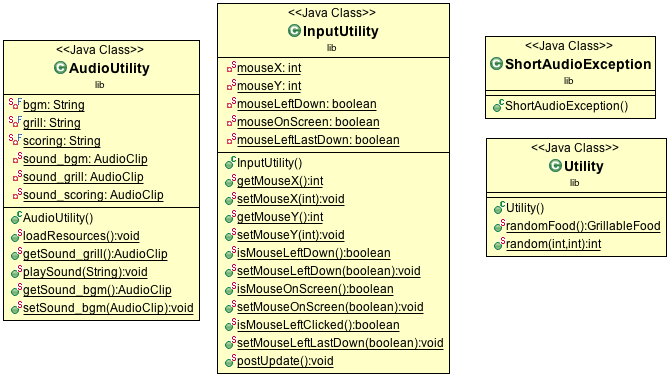 <<Java Class>>
AudioUtility
lib
bgm: String
grill: String
scoring: String
sound_bgm: AudioClip
sound_grill: AudioClip
sound_scoring: AudioClip
AudioUtility()
loadResources():void
getSound_grill():AudioClip
playSound(String):void
getSound_bgm():AudioClip
setSound_bgm(AudioClip):void
<<Java Class>>
InputUtility
lib
mouseX: int
mouseY: int
mouseLeftDown: boolean
mouseOnScreen: boolean
mouseLeftLastDown: boolean
InputUtility()
getMouseX():int
setMouseX(int):void
getMouseY():int
setMouseY(int):void
isMouseLeftDown():boolean
setMouseLeftDown(boolean):void
isMouseOnScreen():boolean
setMouseOnScreen(boolean):void
isMouseLeftClicked():boolean
setMouseLeftLastDown(boolean):void
postUpdate():void
<<Java Class>>
ShortAudioException
lib
ShortAudioException()
<<Java Class>>
Utility
lib
Utility()
randomFood():GrillableFood
random(int,int):int